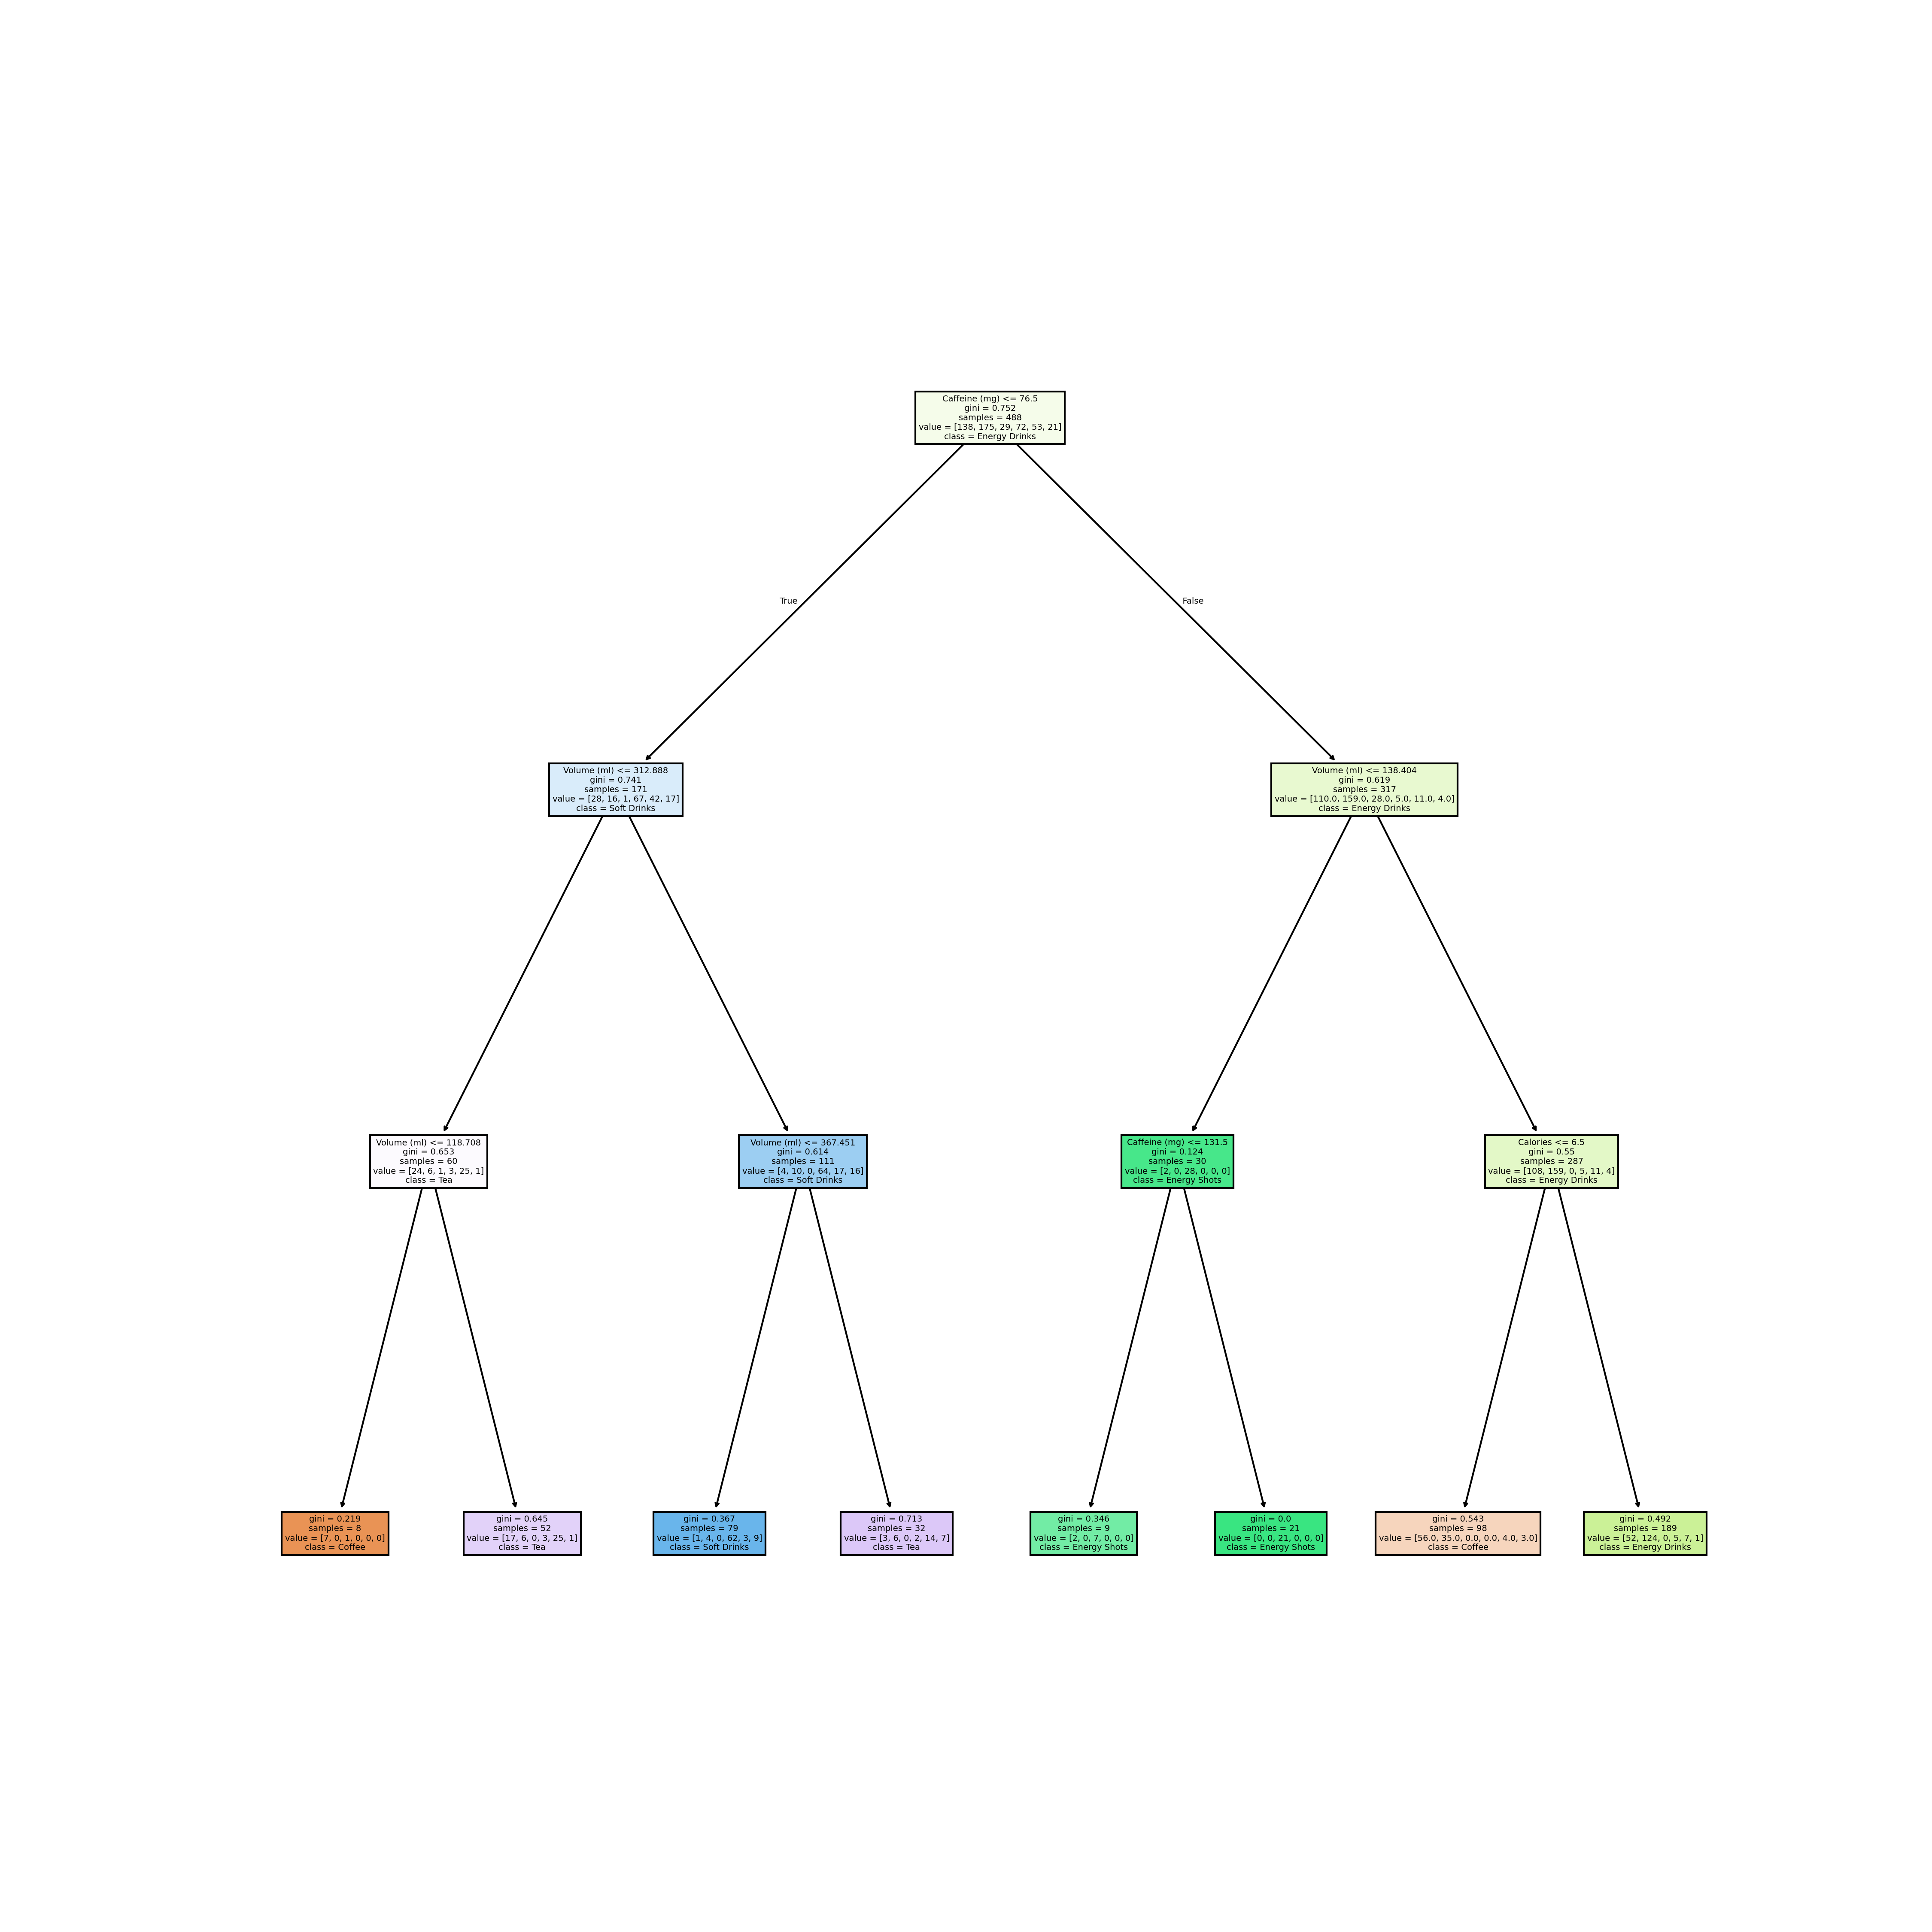 Caffeine (mg) <= 76.5
gini = 0.752
samples = 488
value = [138, 175, 29, 72, 53, 21]
class = Energy Drinks
True
False
Volume (ml) <= 312.888
gini = 0.741
samples = 171
value = [28, 16, 1, 67, 42, 17]
class = Soft Drinks
Volume (ml) <= 138.404
gini = 0.619
samples = 317
value = [110.0, 159.0, 28.0, 5.0, 11.0, 4.0]
class = Energy Drinks
Volume (ml) <= 118.708
gini = 0.653
samples = 60
value = [24, 6, 1, 3, 25, 1]
class = Tea
Volume (ml) <= 367.451
gini = 0.614
samples = 111
value = [4, 10, 0, 64, 17, 16]
class = Soft Drinks
Caffeine (mg) <= 131.5
gini = 0.124
samples = 30
value = [2, 0, 28, 0, 0, 0]
class = Energy Shots
Calories <= 6.5
gini = 0.55
samples = 287
value = [108, 159, 0, 5, 11, 4]
class = Energy Drinks
gini = 0.219
samples = 8
value = [7, 0, 1, 0, 0, 0]
class = Coffee
gini = 0.645
samples = 52
value = [17, 6, 0, 3, 25, 1]
class = Tea
gini = 0.367
samples = 79
value = [1, 4, 0, 62, 3, 9]
class = Soft Drinks
gini = 0.713
samples = 32
value = [3, 6, 0, 2, 14, 7]
class = Tea
gini = 0.346
samples = 9
value = [2, 0, 7, 0, 0, 0]
class = Energy Shots
gini = 0.0
samples = 21
value = [0, 0, 21, 0, 0, 0]
class = Energy Shots
gini = 0.543
samples = 98
value = [56.0, 35.0, 0.0, 0.0, 4.0, 3.0]
class = Coffee
gini = 0.492
samples = 189
value = [52, 124, 0, 5, 7, 1]
class = Energy Drinks